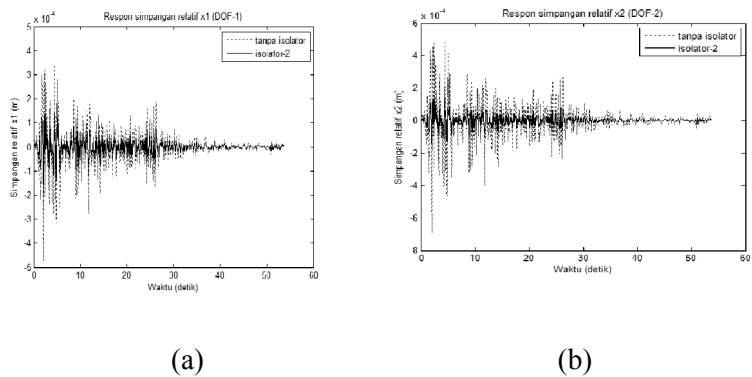 Respon simpangan relatif x1 (DOF-1)
x 10⁻⁴
4
3
2
1
0
-1
-2
-3
-4
-5
0 10 20 30 40 50 60
Simpangan relatif x1 (m)
Waktu (detik)
tanpa isolator
isolator-2
(a)
Respon simpangan relatif x2 (DOF-2)
x 10⁻⁴
6
4
2
0
-2
-4
-6
8
0 10 20 30 40 50 60
Simpangan relatif x2 (m)
Waktu (detik)
tanpa isolator
isolator-2
(b)